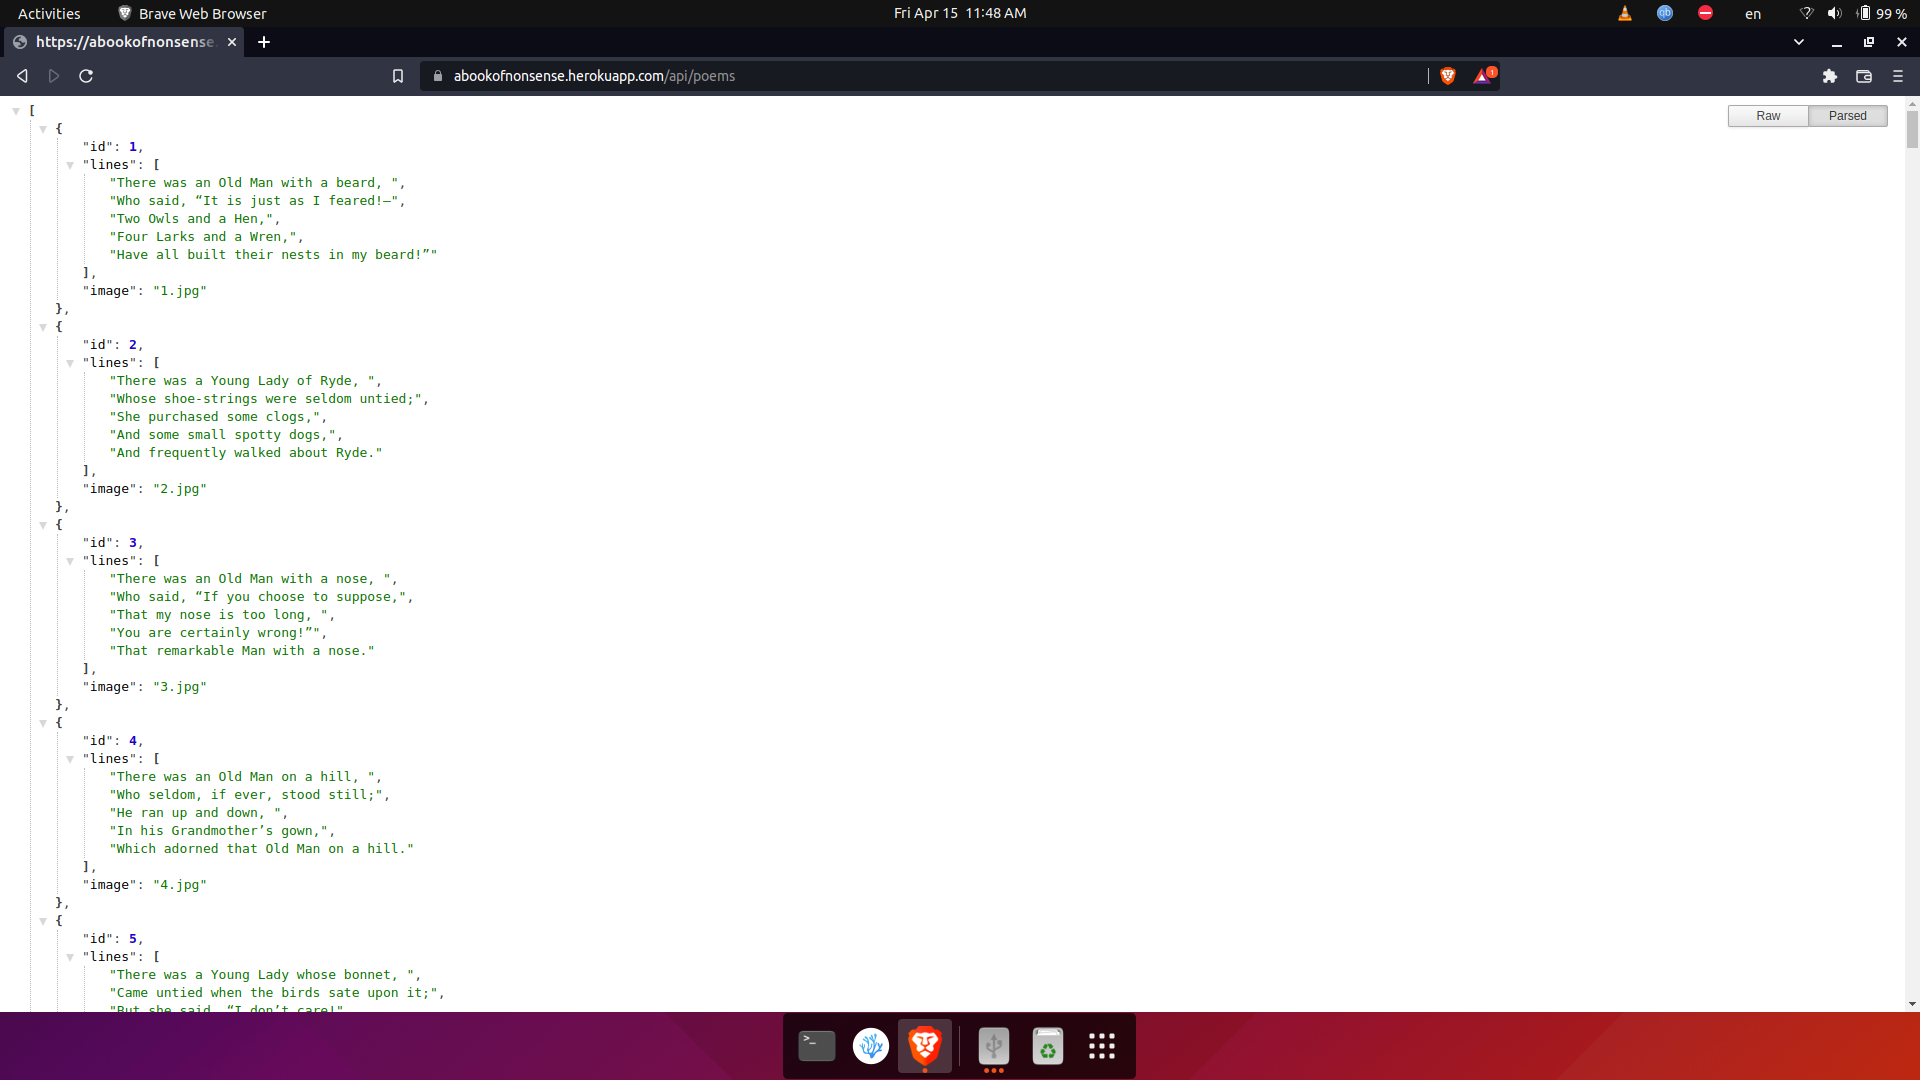 Activities
Brave Web Browser
Fri Apr 15 11:48 AM
en
99 %
https://abookofnonsense.
abookofnonsense.herokuapp.com/api/poems
1
Raw
Parsed
[
{
"id": 1,
"lines": [
"There was an Old Man with a beard, ",
"Who said, “It is just as I feared!—",
"Two Owls and a Hen,",
"Four Larks and a Wren,",
"Have all built their nests in my beard!”"
],
"image": "1.jpg"
},
{
"id": 2,
"lines": [
"There was a Young Lady of Ryde, ",
"Whose shoe-strings were seldom untied;",
"She purchased some clogs,",
"And some small spotty dogs,",
"And frequently walked about Ryde."
],
"image": "2.jpg"
},
{
"id": 3,
"lines": [
"There was an Old Man with a nose, ",
"Who said, “If you choose to suppose,",
"That my nose is too long, ",
"You are certainly wrong!”",
"That remarkable Man with a nose."
],
"image": "3.jpg"
},
{
"id": 4,
"lines": [
"There was an Old Man on a hill, ",
"Who seldom, if ever, stood still;",
"He ran up and down, ",
"In his Grandmother’s gown,",
"Which adorned that Old Man on a hill."
],
"image": "4.jpg"
},
{
"id": 5,
"lines": [
"There was a Young Lady whose bonnet, ",
"Came untied when the birds sate upon it;",
"But she said, “I don’t care!"